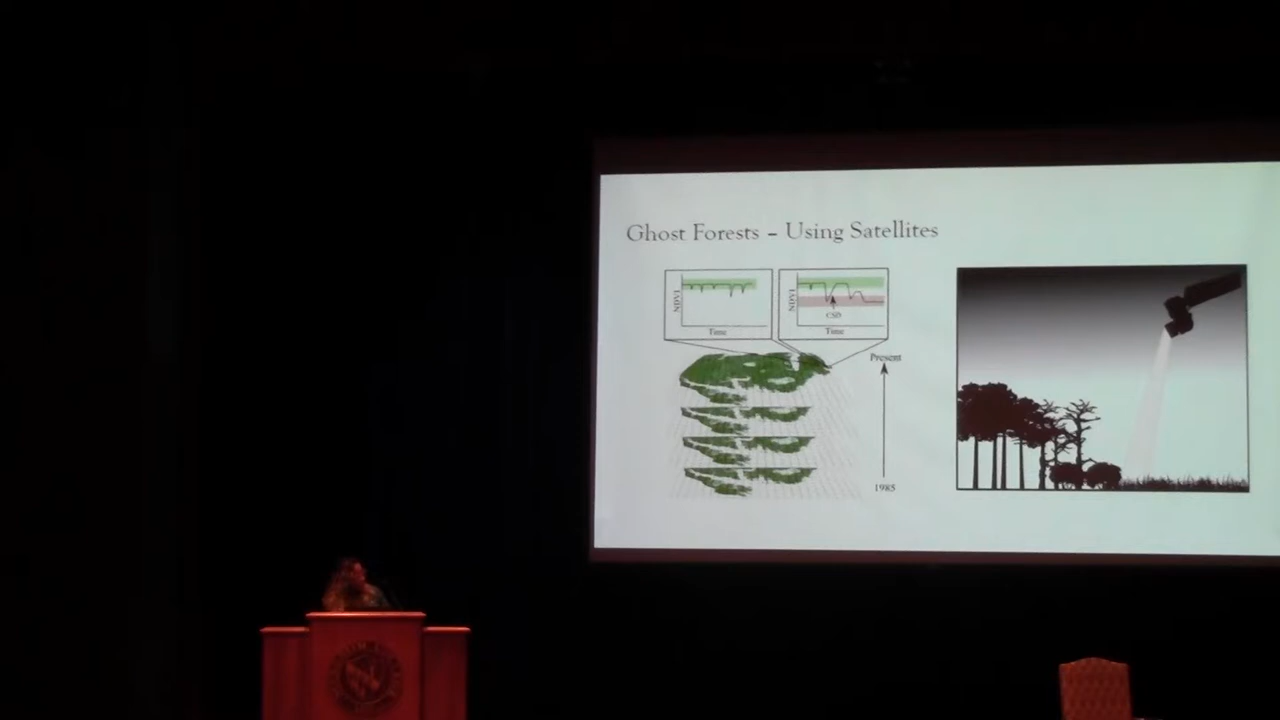 Ghost Forests – Using Satellites
NDVI
Time
NDVI
CSD
Time
Present
1985